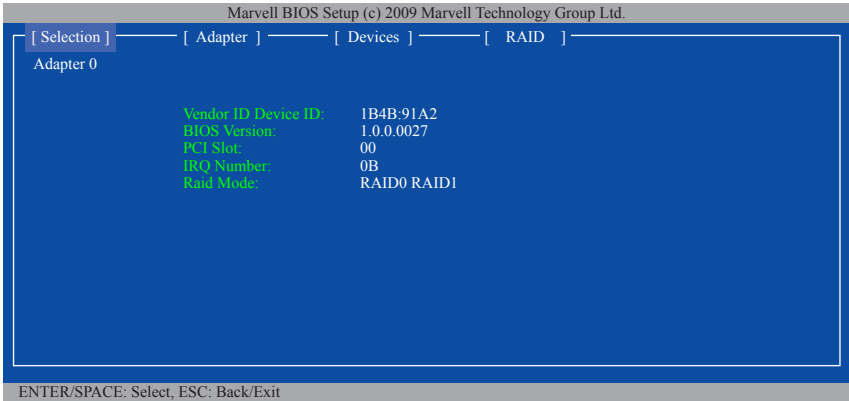 Marvell BIOS Setup (c) 2009 Marvell Technology Group Ltd.
[ Selection ] [ Adapter ] [ Devices ] [ RAID ]
Adapter 0
Vendor ID Device ID: 1B4B:91A2
BIOS Version: 1.0.0.0027
PCI Slot: 00
IRQ Number: 0B
Raid Mode: RAID0 RAID1
ENTER/SPACE: Select, ESC: Back/Exit